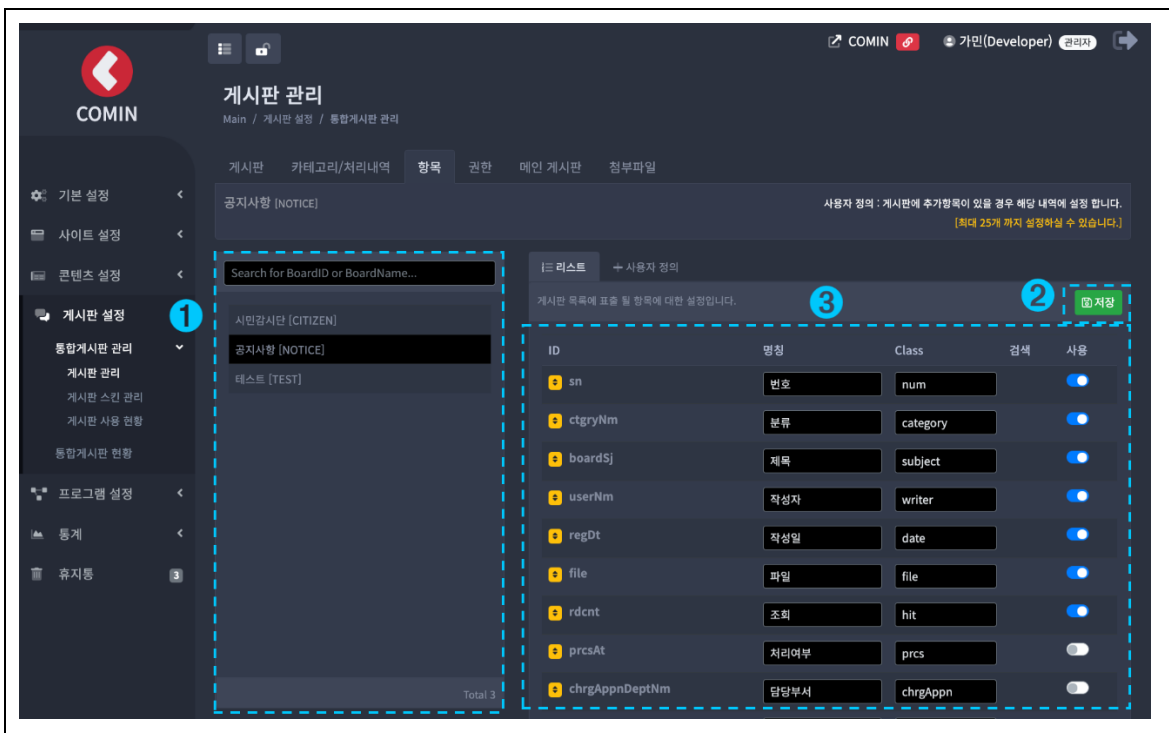 COMIN
가민(Developer)
관리자
COMIN
게시판 관리
Main / 게시판 설정 / 통합게시판 관리
게시판
카테고리/처리내역
항목
권한
메인 게시판
첨부파일
공지사항 [NOTICE]
사용자 정의 : 게시판에 추가항목이 있을 경우 해당 내역에 설정 합니다.
[최대 25개 까지 설정하실 수 있습니다.]
기본 설정
사이트 설정
콘텐츠 설정
게시판 설정
통합게시판 관리
게시판 관리
게시판 스킨 관리
게시판 사용 현황
통합게시판 현황
프로그램 설정
통계
휴지통 3
1
Search for BoardID or BoardName...
시민감시단 [CITIZEN]
공지사항 [NOTICE]
테스트 [TEST]
Total 3
리스트
사용자 정의
게시판 목록에 표출 될 항목에 대한 설정입니다.
3
2
저장
ID 명칭 Class 검색 사용
sn 번호 num
ctgryNm 분류 category
boardSj 제목 subject
userNm 작성자 writer
regDt 작성일 date
file 파일 file
rdcnt 조회 hit
prcsAt 처리여부 prcs
chrgAppnDeptNm 담당부서 chrgAppn